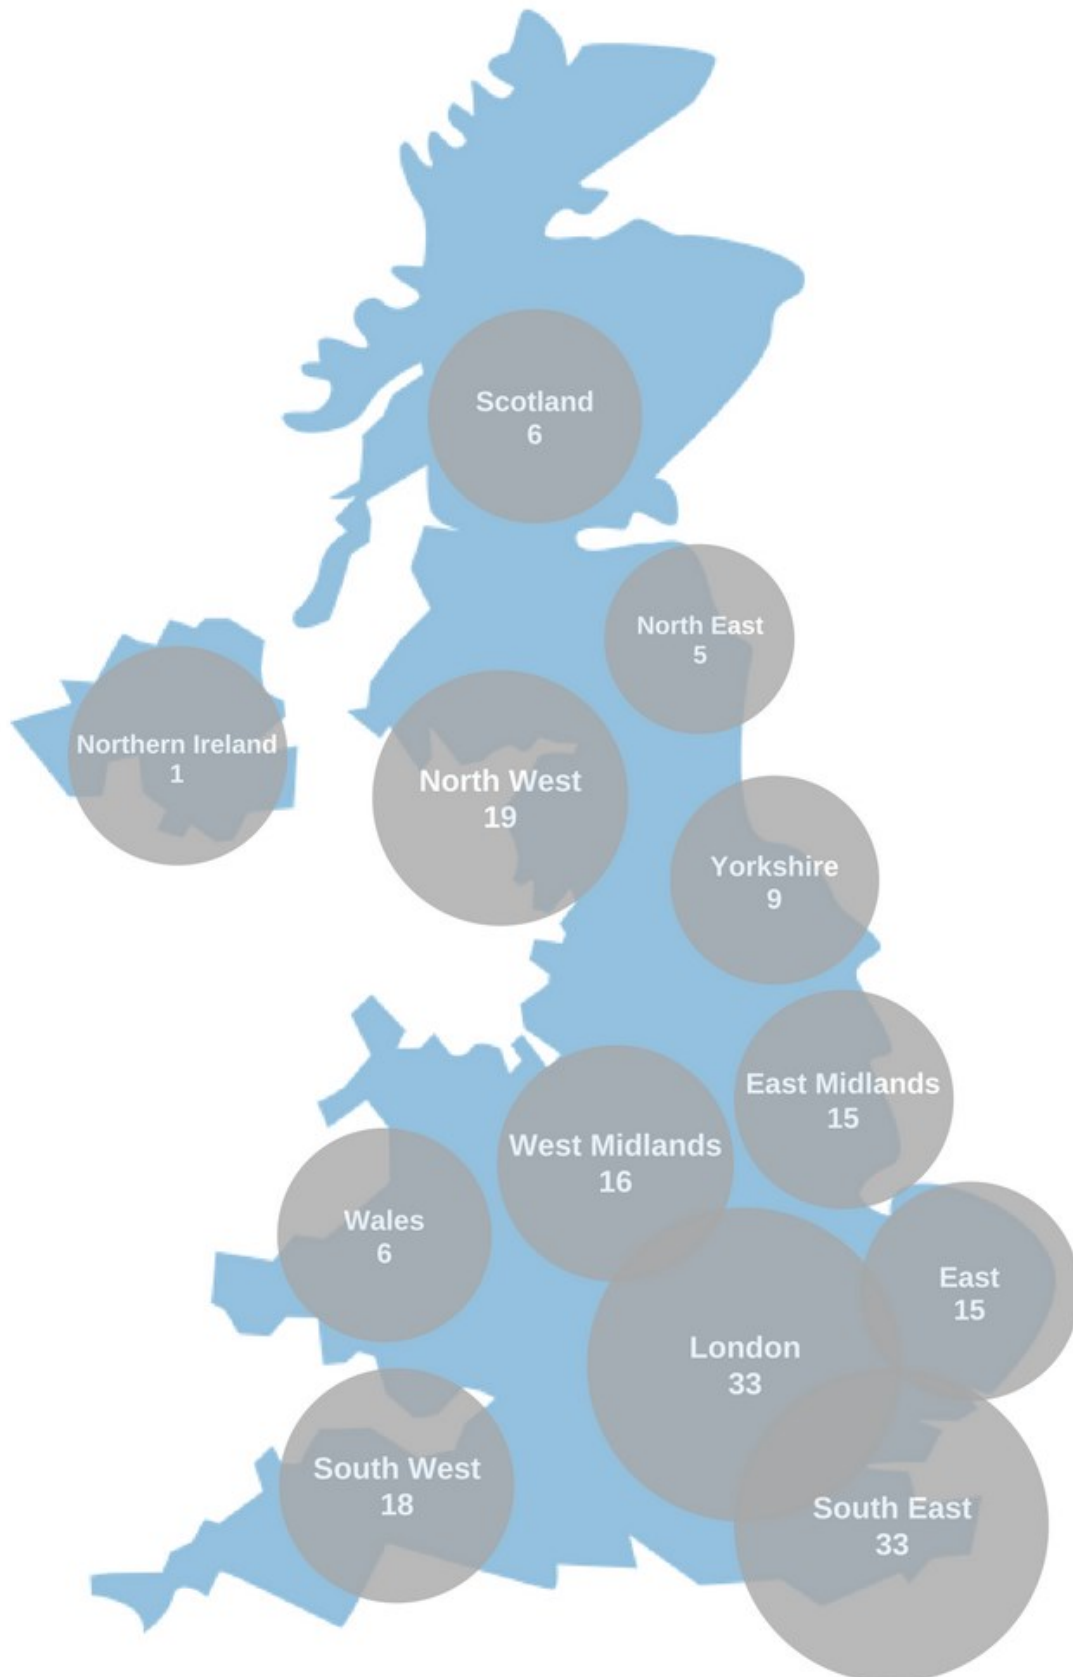 Scotland
6
North East
5
Northern Ireland
1
North West
19
Yorkshire
9
East Midlands
15
West Midlands
16
Wales
6
East
15
London
33
South West
18
South East
33